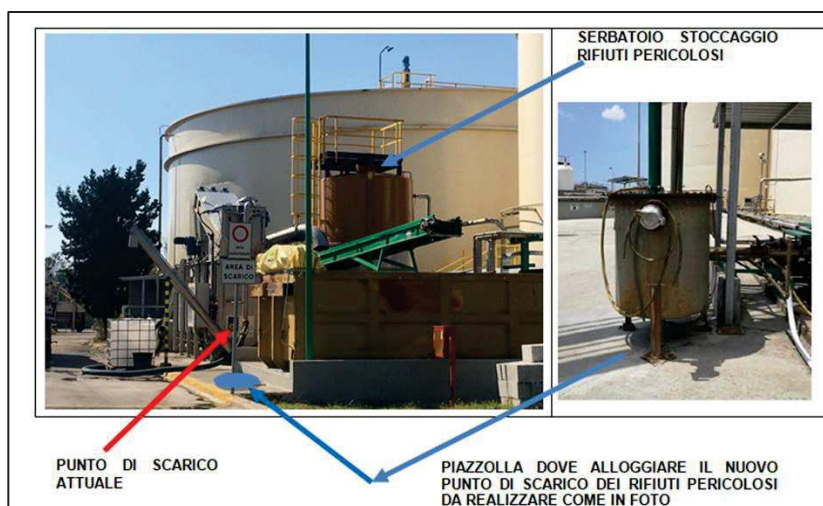 SERBATOIO STOCCAGGIO
RIFIUTI PERICOLOSI
AREA DI
SCARICO
PUNTO DI SCARICO
ATTUALE
PIAZZOLLA DOVE ALLOGGIARE IL NUOVO
PUNTO DI SCARICO DEI RIFIUTI PERICOLOSI
DA REALIZZARE COME IN FOTO